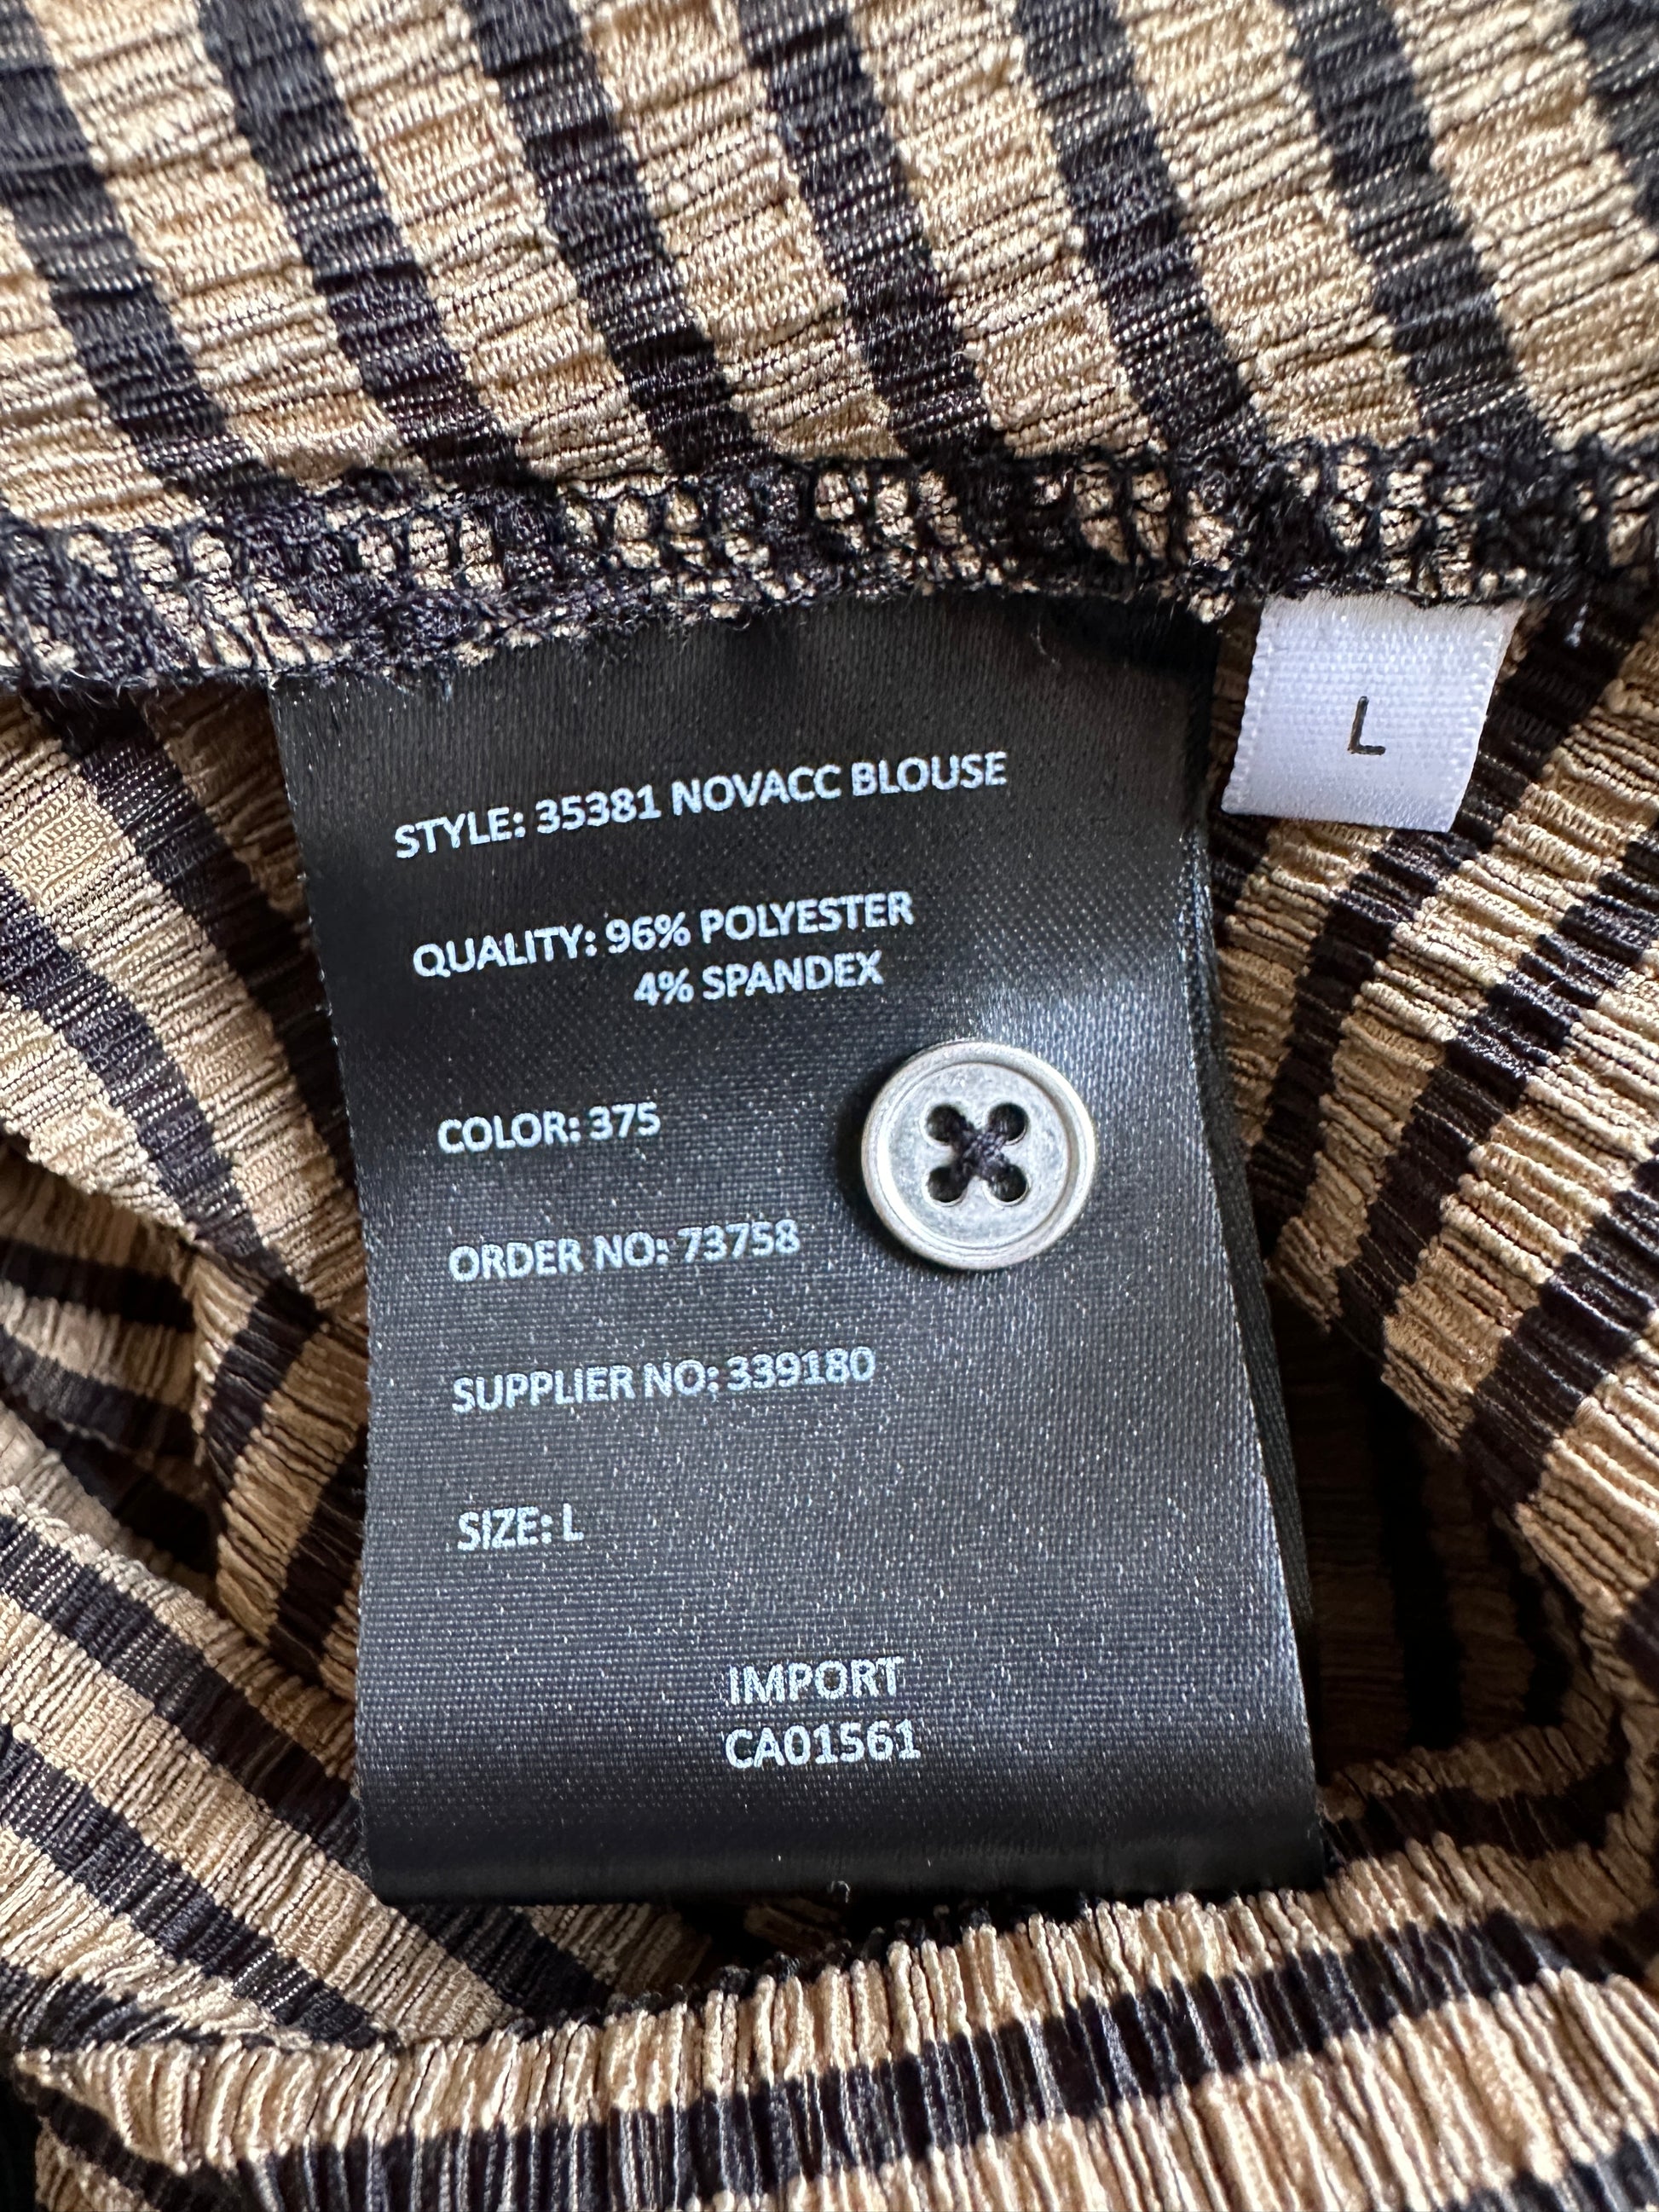 L
STYLE: 35381 NOVACC BLOUSE
QUALITY: 96% POLYESTER
4% SPANDEX
COLOR: 375
ORDER NO: 73758
SUPPLIER NO: 339180
SIZE: L
IMPORT
CA01561